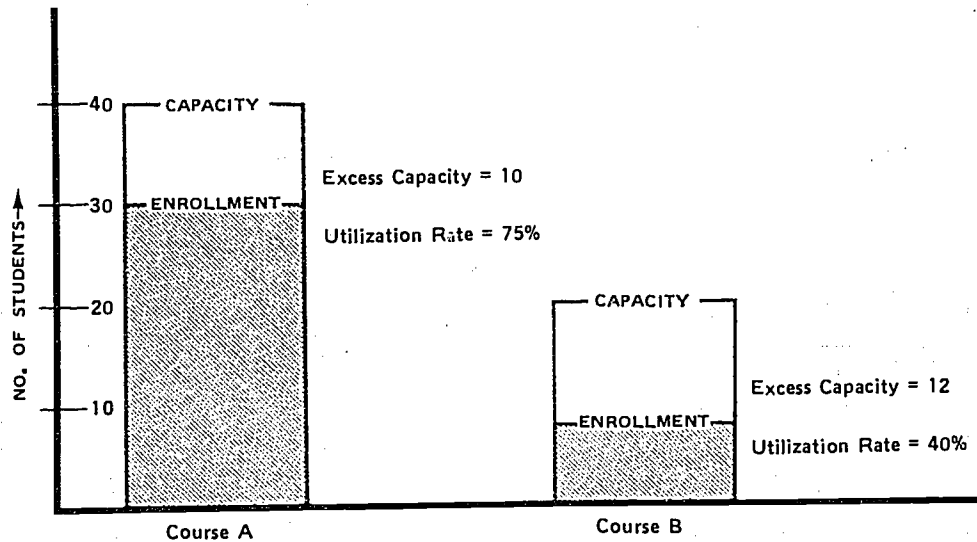 NO. OF STUDENTS→
40
30
20
10
CAPACITY
ENROLLMENT
Excess Capacity = 10
Utilization Rate = 75%
CAPACITY
ENROLLMENT
Excess Capacity = 12
Utilization Rate = 40%
Course A
Course B